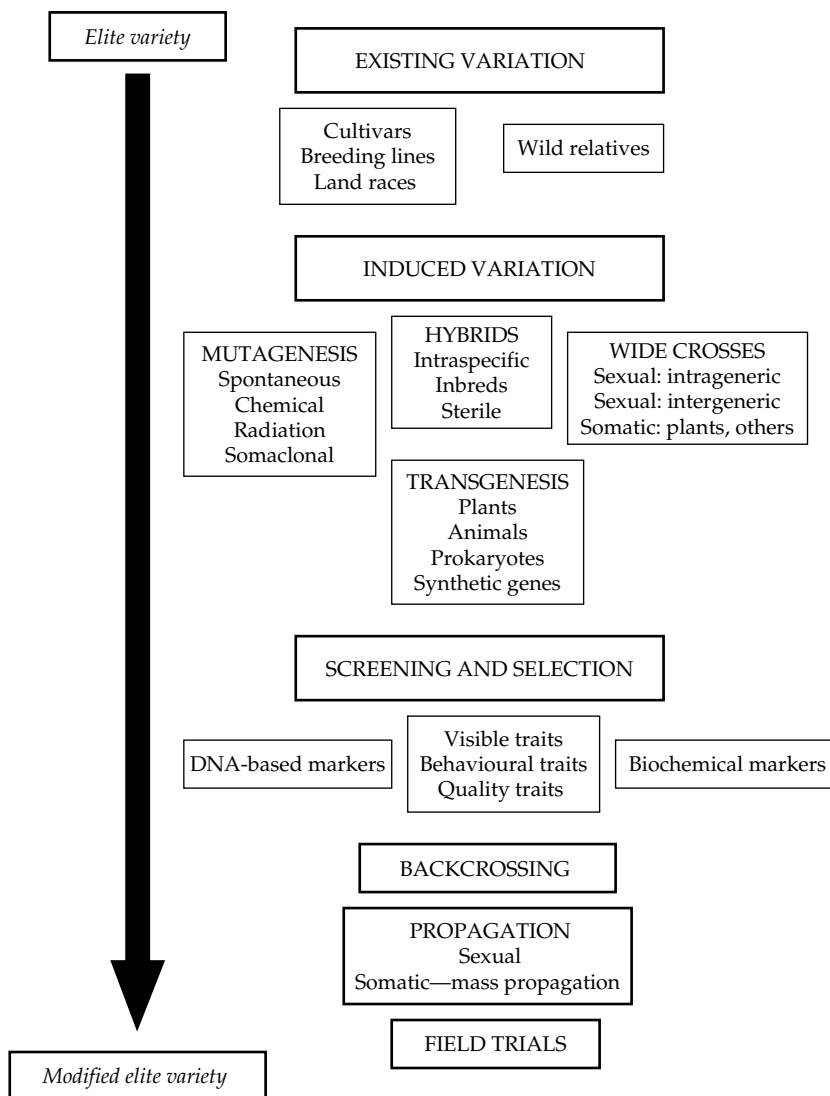 Elite variety
EXISTING VARIATION
Cultivars
Breeding lines
Land races
Wild relatives
INDUCED VARIATION
MUTAGENESIS
Spontaneous
Chemical
Radiation
Somaclonal
HYBRIDS
Intraspecific
Inbreds
Sterile
WIDE CROSSES
Sexual: intrageneric
Sexual: intergeneric
Somatic: plants, others
TRANSGENESIS
Plants
Animals
Prokaryotes
Synthetic genes
SCREENING AND SELECTION
DNA-based markers
Visible traits
Behavioural traits
Quality traits
Biochemical markers
BACKCROSSING
PROPAGATION
Sexual
Somatic—mass propagation
FIELD TRIALS
Modified elite variety